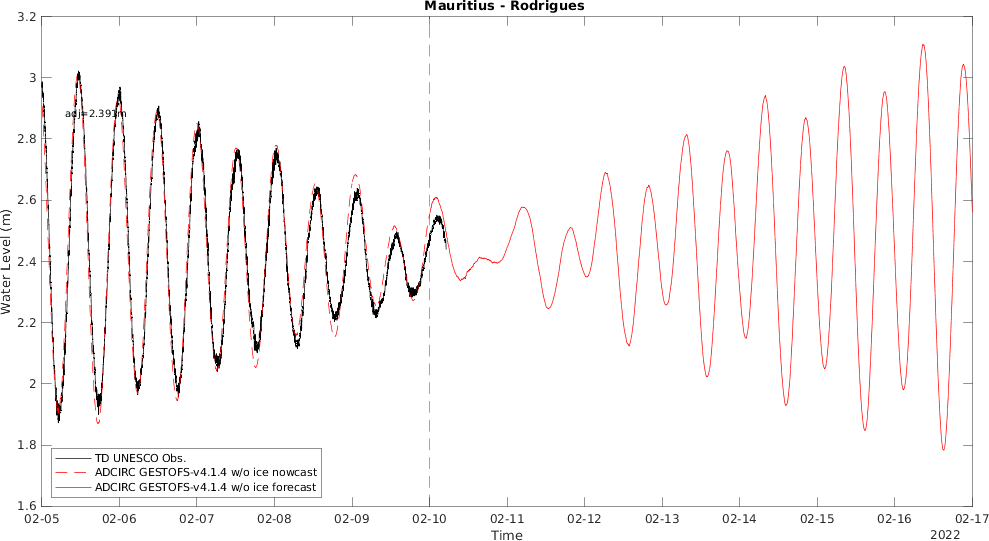 Mauritius - Rodrigues
Water Level (m)
3.2
3
2.8
2.6
2.4
2.2
2
1.8
1.6
adj=2.391m
TD UNESCO Obs.
ADCIRC GESTOFS-v4.1.4 w/o ice nowcast
ADCIRC GESTOFS-v4.1.4 w/o ice forecast
02-05 02-06 02-07 02-08 02-09 02-10 02-11 02-12 02-13 02-14 02-15 02-16 02-17
Time
2022